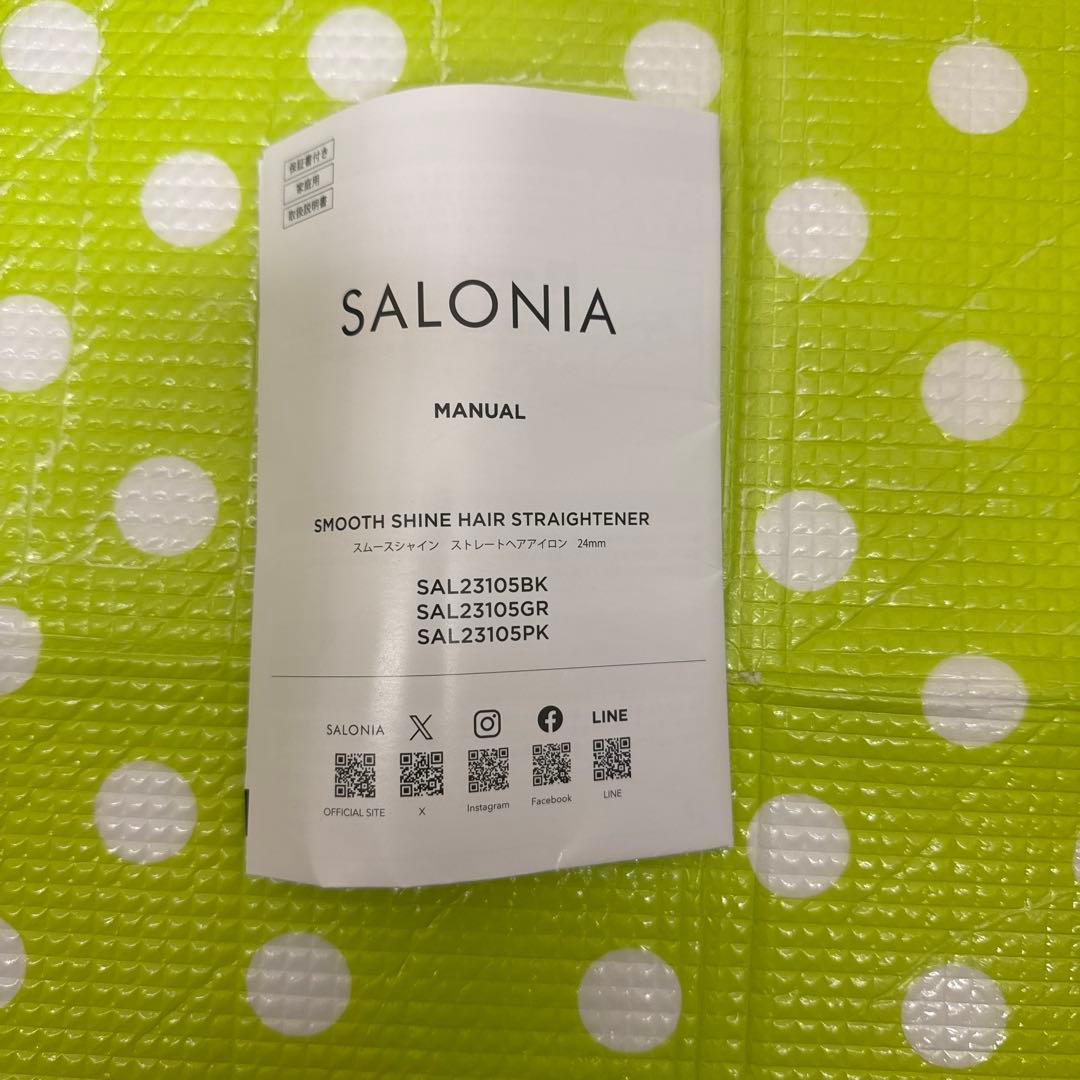 保証書付き
家庭用
取扱説明書
SALONIA
MANUAL
SMOOTH SHINE HAIR STRAIGHTENER
スムースシャイン ストレートヘアアイロン 24mm
SAL23105BK
SAL23105GR
SAL23105PK
SALONIA LINE
OFFICIAL SITE X Instagram Facebook LINE